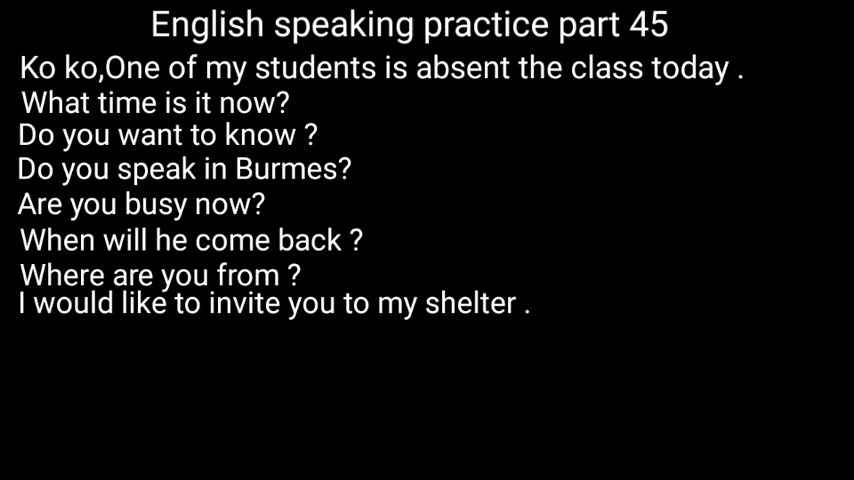 English speaking practice part 45
Ko ko,One of my students is absent the class today .
What time is it now?
Do you want to know ?
Do you speak in Burmes?
Are you busy now?
When will he come back ?
Where are you from ?
I would like to invite you to my shelter .